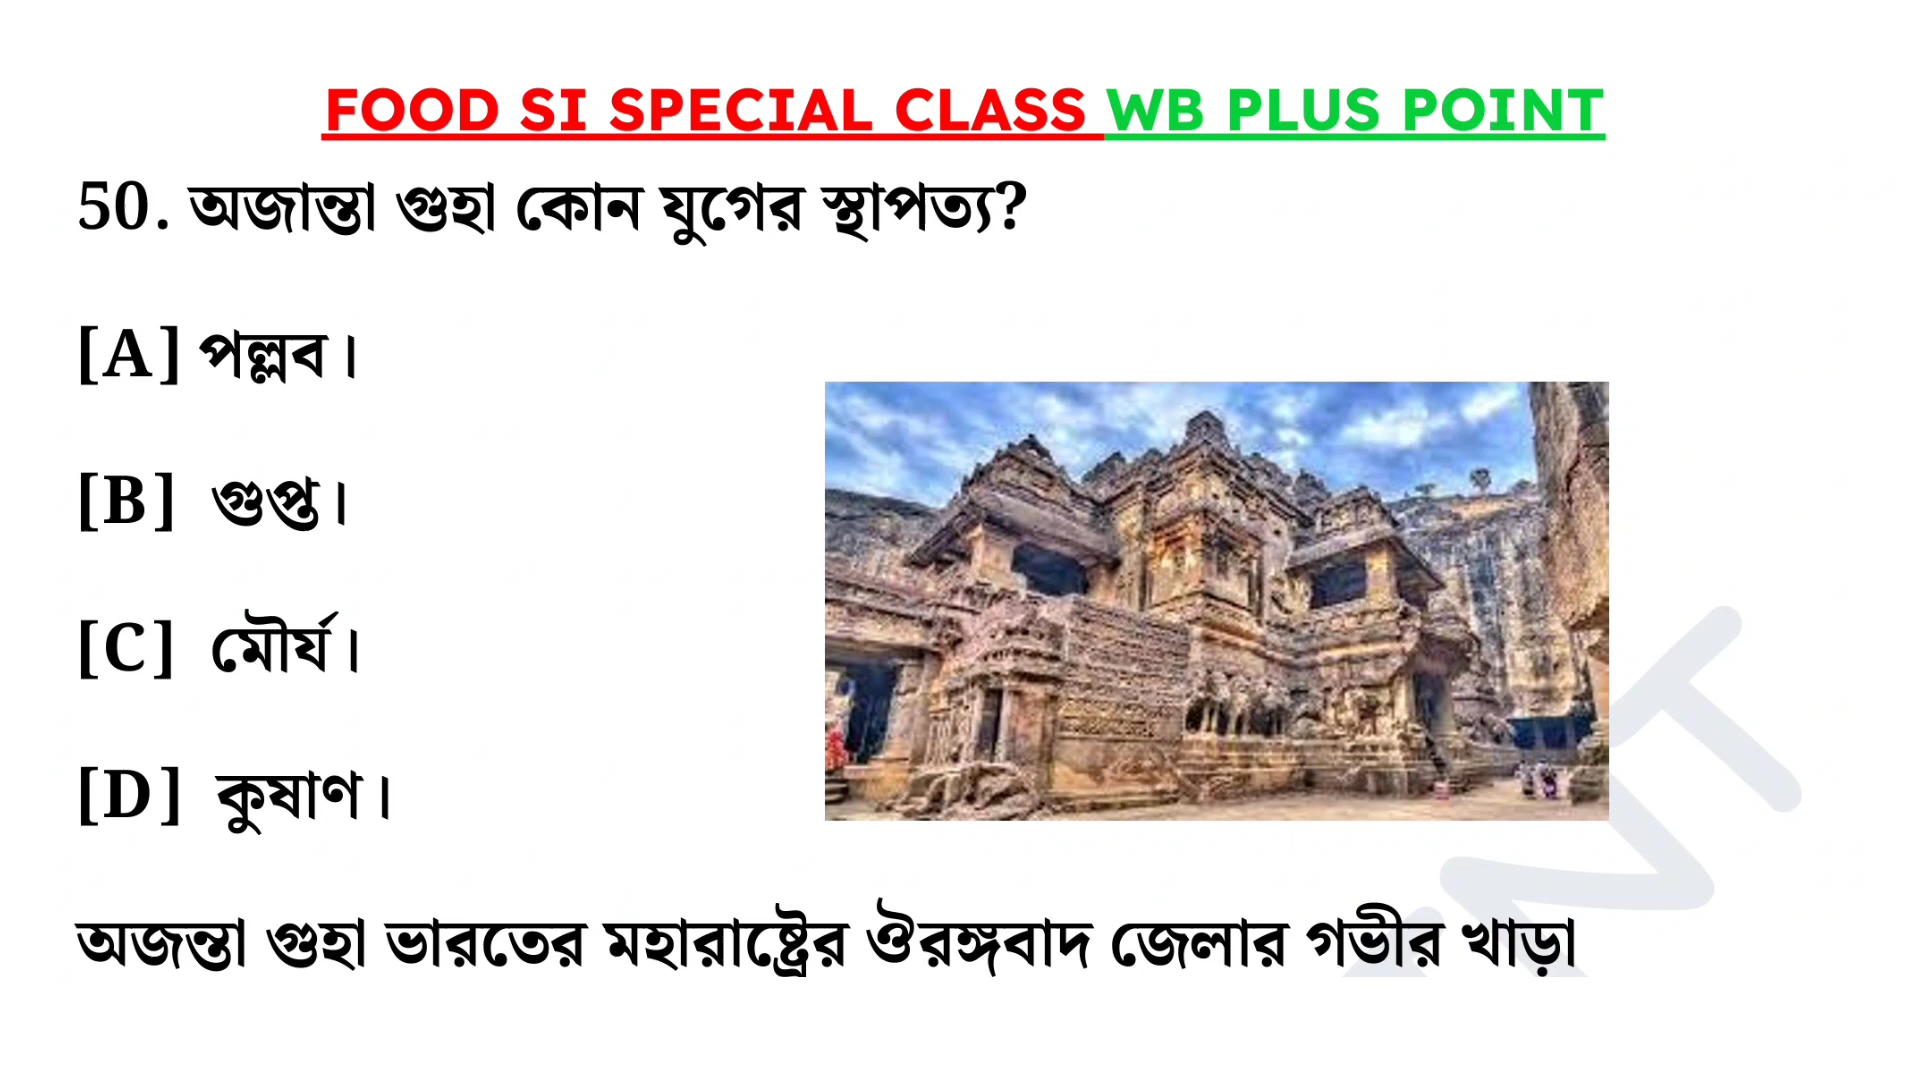 FOOD SI SPECIAL CLASS WB PLUS POINT
50. অজান্তা গুহা কোন যুগের স্থাপত্য?
[A] পল্লব।
[B] গুপ্ত।
[C] মৌর্য।
[D] কুষাণ।
অজন্তা গুহা ভারতের মহারাষ্ট্রের ঔরঙ্গবাদ জেলার গভীর খাড়া